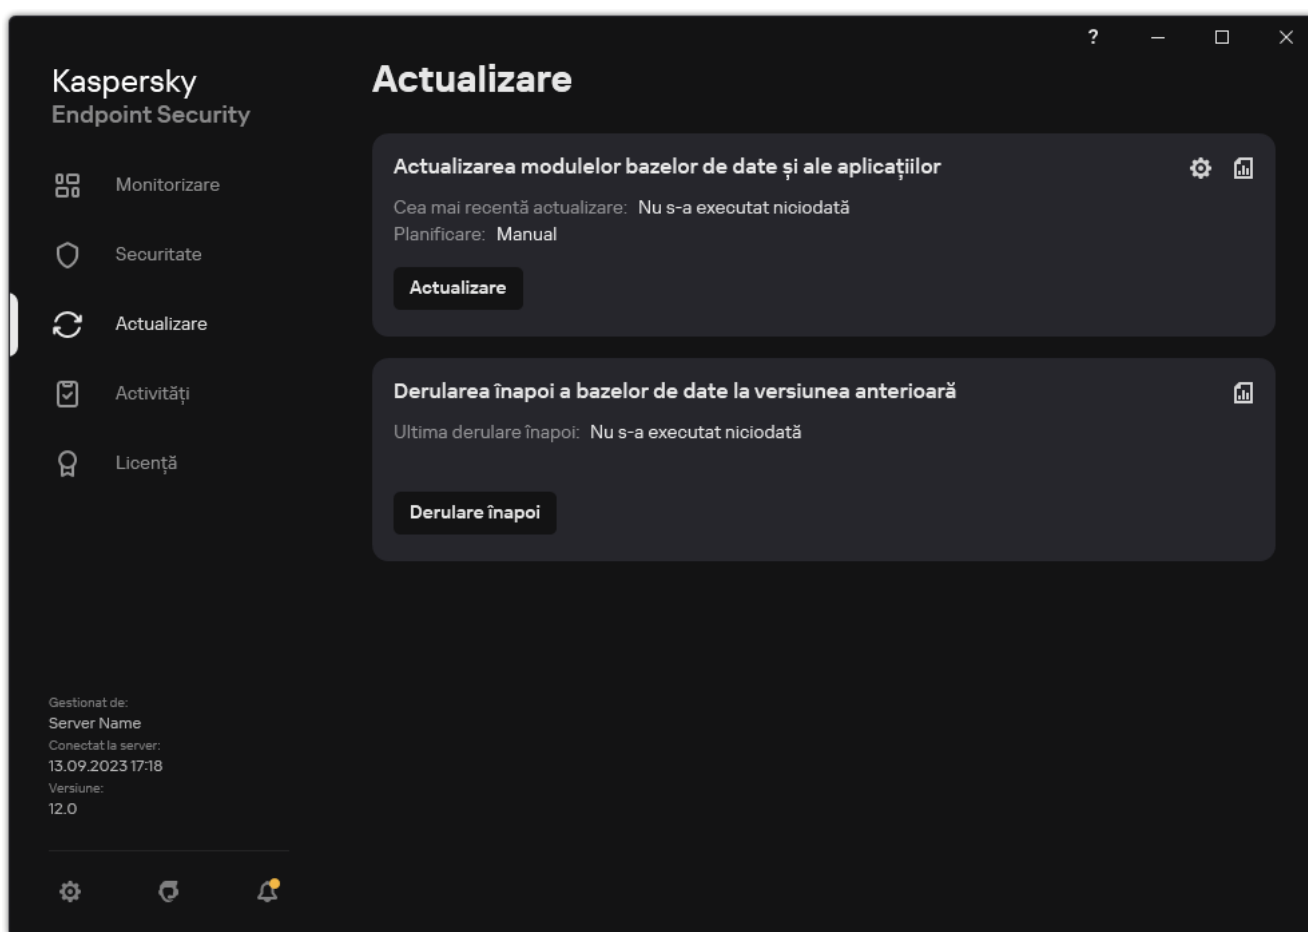 ?
Kaspersky
Endpoint Security
Monitorizare
Securitate
Actualizare
Activități
Licență
Gestionat de:
Server Name
Conectat la server:
13.09.2023 17:18
Versiune:
12.0
Actualizare
Actualizarea modulelor bazelor de date și ale aplicațiilor
Cea mai recentă actualizare: Nu s-a executat niciodată
Planificare: Manual
Actualizare
Derularea înapoi a bazelor de date la versiunea anterioară
Ultima derulare înapoi: Nu s-a executat niciodată
Derulare înapoi